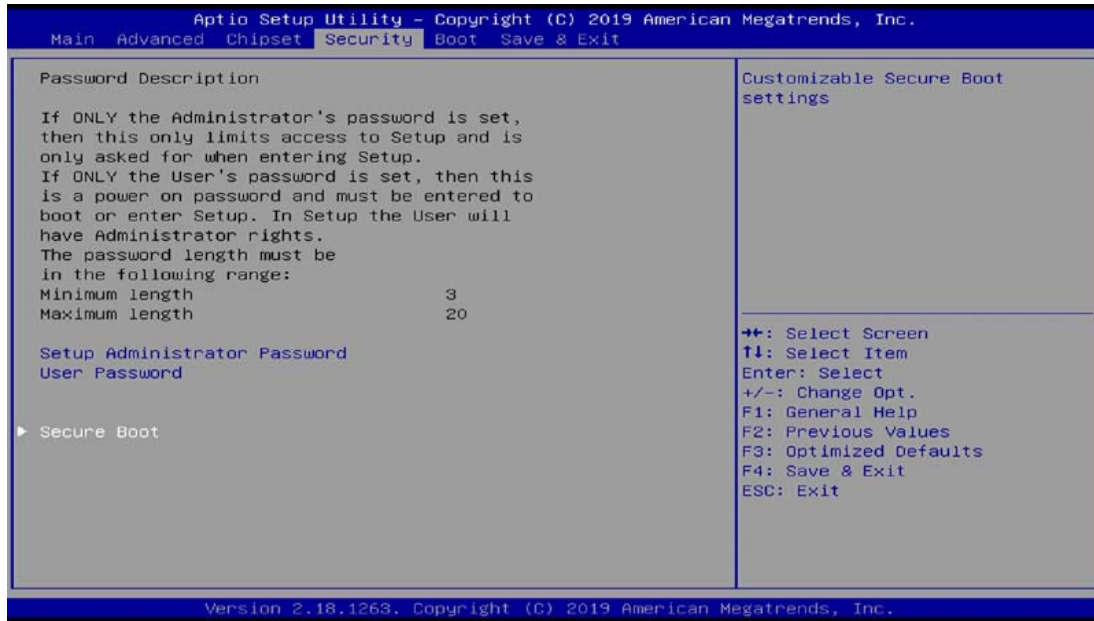 Aptio Setup Utility – Copyright (C) 2019 American Megatrends, Inc.
Main Advanced Chipset Security Boot Save & Exit
Password Description
If ONLY the Administrator's password is set,
then this only limits access to Setup and is
only asked for when entering Setup.
If ONLY the User's password is set, then this
is a power on password and must be entered to
boot or enter Setup. In Setup the User will
have Administrator rights.
The password length must be
in the following range:
Minimum length 3
Maximum length 20
Setup Administrator Password
User Password
► Secure Boot
Customizable Secure Boot
settings
→←: Select Screen
↑↓: Select Item
Enter: Select
+/-: Change Opt.
F1: General Help
F2: Previous Values
F3: Optimized Defaults
F4: Save & Exit
ESC: Exit
Version 2.18.1263. Copyright (C) 2019 American Megatrends, Inc.